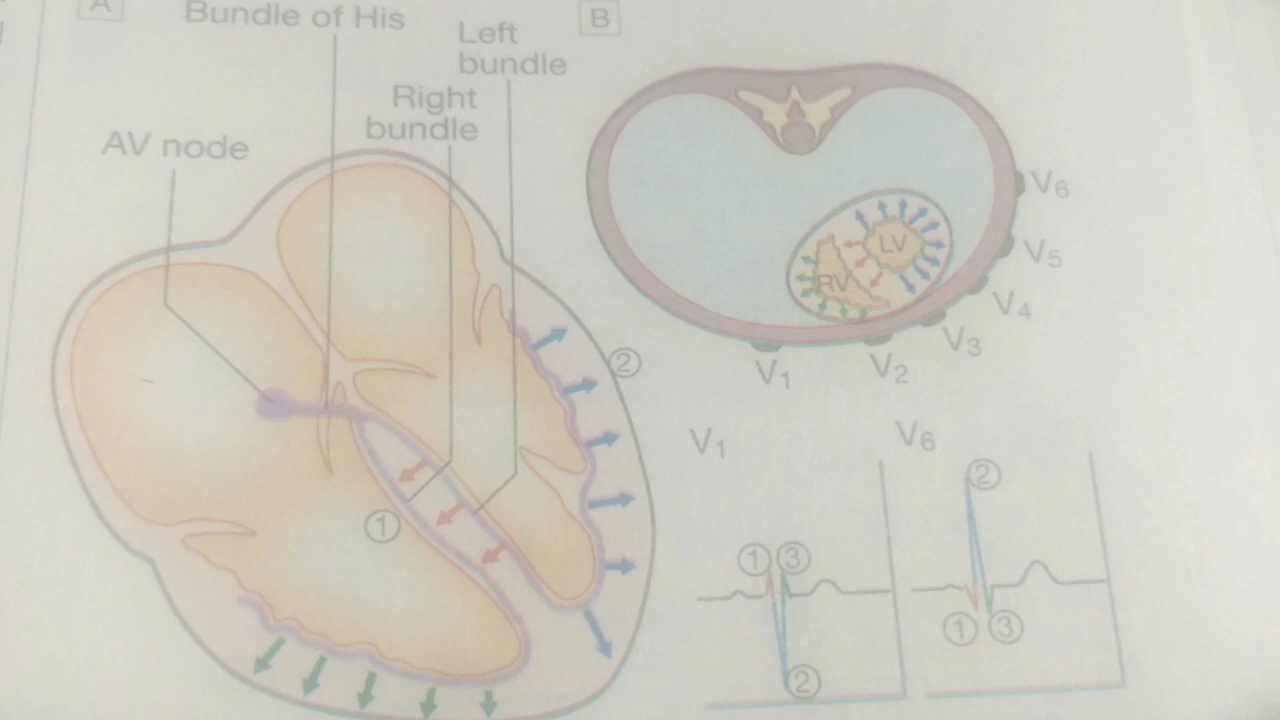 A
Bundle of His
Left
bundle
Right
bundle
AV node
②
①
B
LV
RV
V6
V5
V4
V3
V2
V1
V1
① ③
②
V6
②
① ③